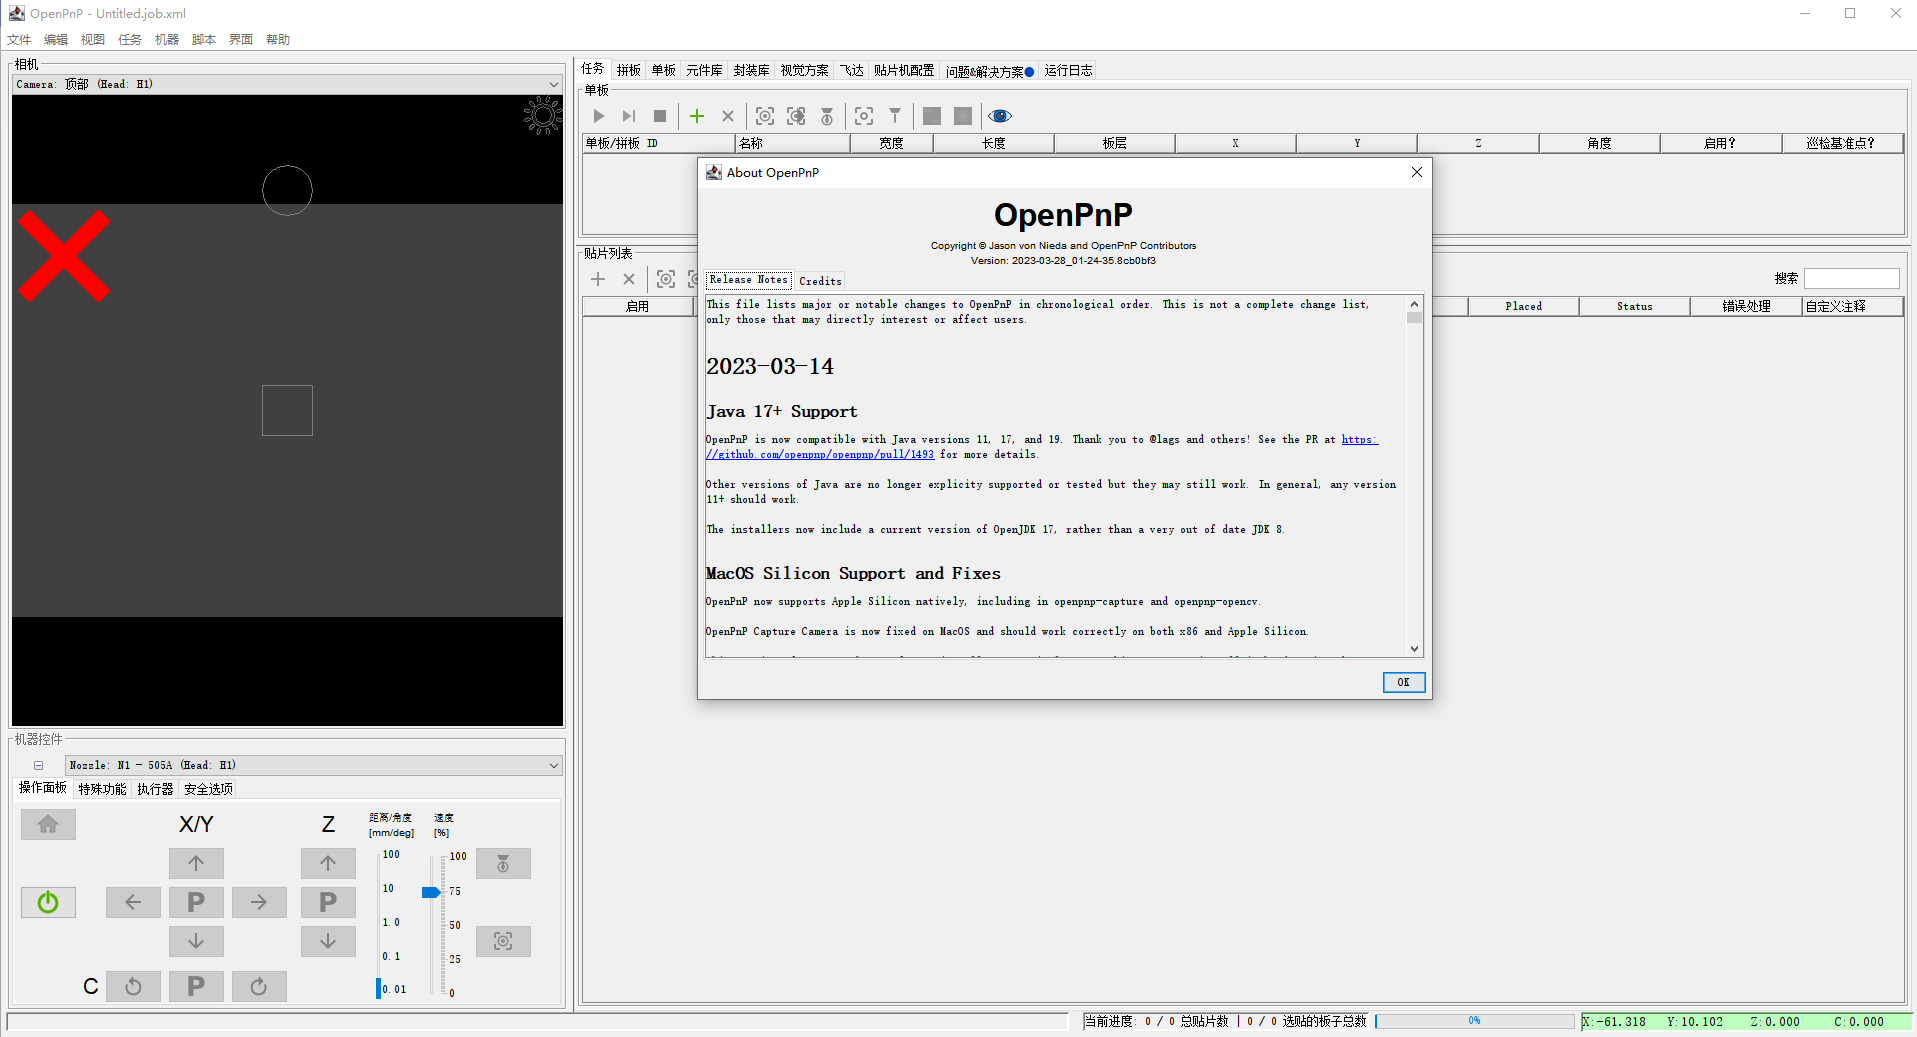 OpenPnP - Untitled.job.xml
文件 编辑 视图 任务 机器 脚本 界面 帮助
相机
Camera: 顶部 (Head: H1)
任务 拼板 单板 元件库 封装库 视觉方案 飞达 贴片机配置 问题&解决方案 运行日志
单板
单板/拼板 ID 名称 宽度 长度 板层 X Y Z 角度 启用? 巡检基准点?
贴片列表
搜索
启用 Placed Status 错误处理 自定义注释
About OpenPnP
OpenPnP
Copyright © Jason von Nieda and OpenPnP Contributors
Version: 2023-03-28_01-24-35.8cb0bf3
Release Notes Credits
This file lists major or notable changes to OpenPnP in chronological order. This is not a complete change list,
only those that may directly interest or affect users.
2023-03-14
Java 17+ Support
OpenPnP is now compatible with Java versions 11, 17, and 19. Thank you to @lags and others! See the PR at https:
//github.com/openpnp/openpnp/pull/1493 for more details.
Other versions of Java are no longer explicity supported or tested but they may still work. In general, any version
11+ should work.
The installers now include a current version of OpenJDK 17, rather than a very out of date JDK 8.
MacOS Silicon Support and Fixes
OpenPnP now supports Apple Silicon natively, including in openpnp-capture and openpnp-opencv.
OpenPnP Capture Camera is now fixed on MacOS and should work correctly on both x86 and Apple Silicon.
OK
机器控件
Nozzle: N1 - 505A (Head: H1)
操作面板 特殊功能 执行器 安全选项
X/Y Z 距离/角度 速度
[mm/deg] [%]
100 100
10 75
P P
1.0 50
0.1 25
C P 0.01 0
当前进度: 0 / 0 总贴片数 | 0 / 0 选贴的板子总数 0% X:-61.318 Y:10.102 Z:0.000 C:0.000